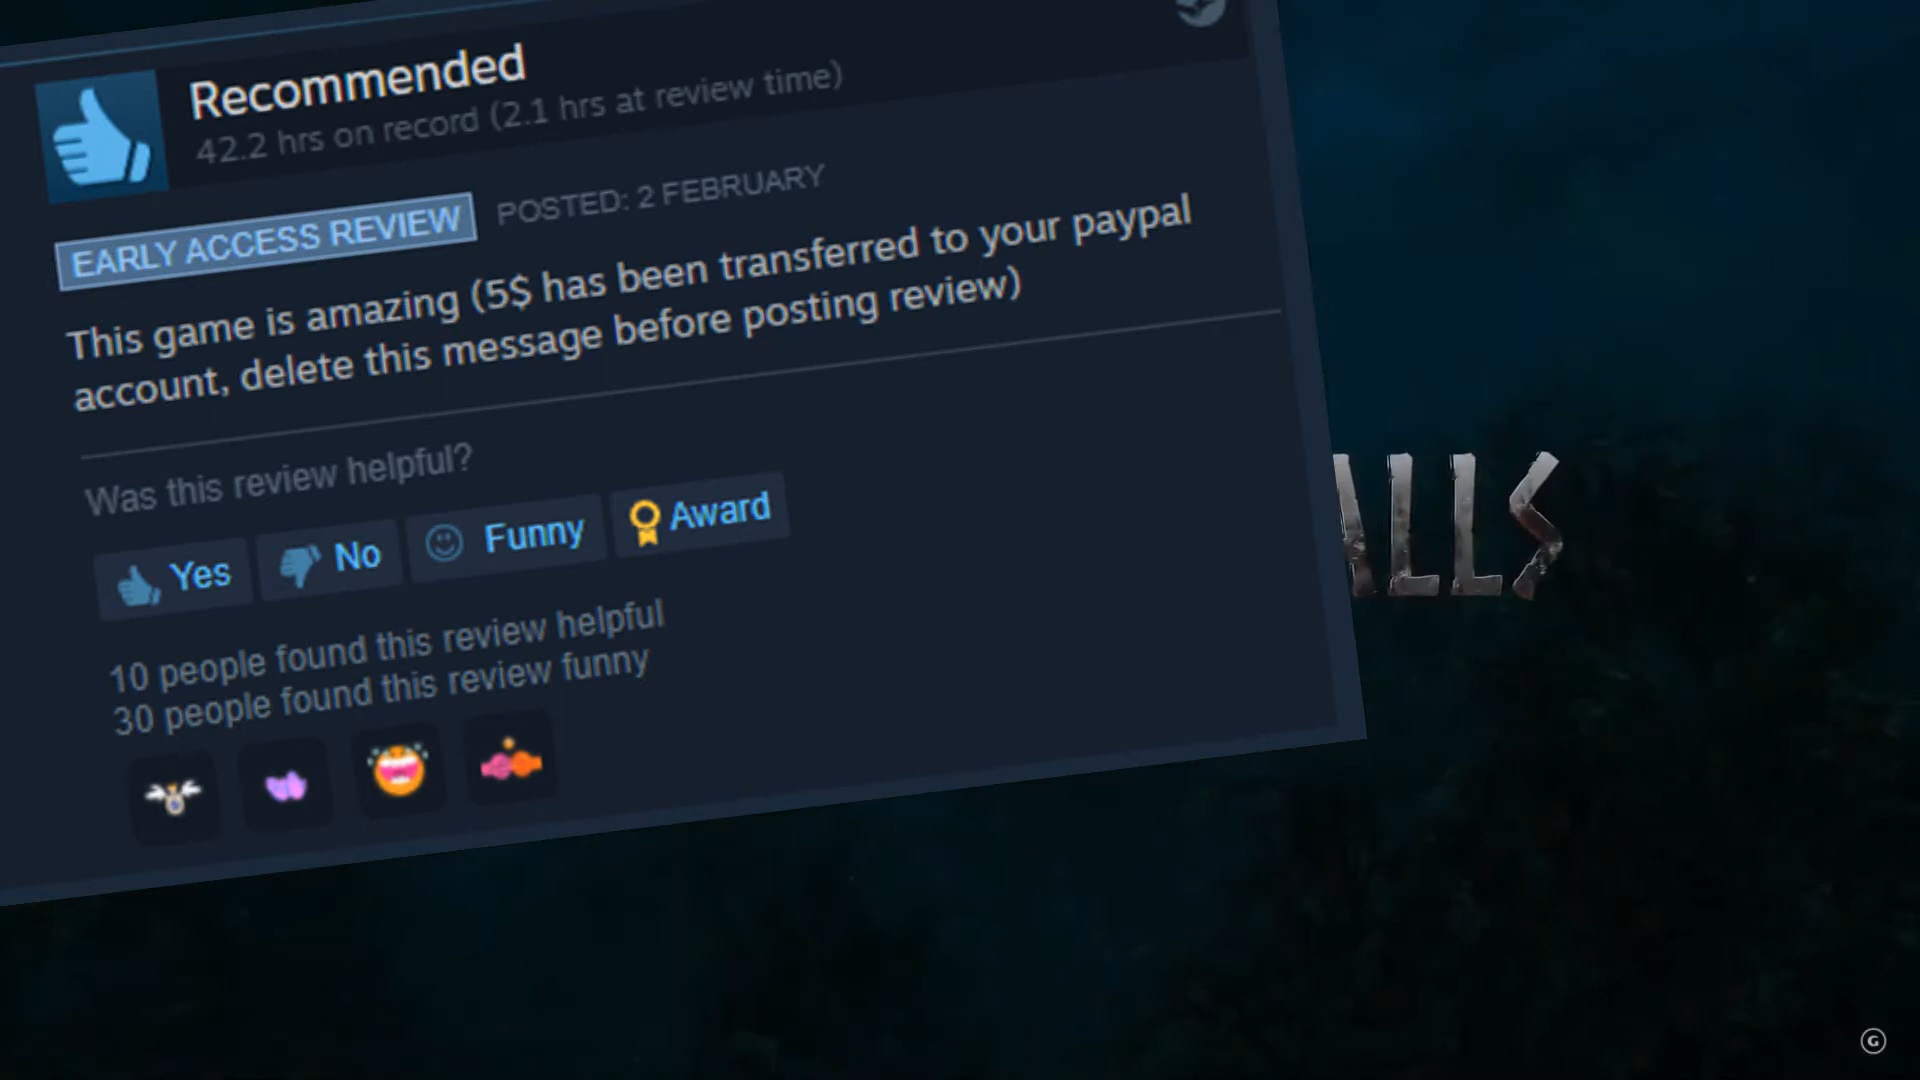 Recommended
42.2 hrs on record (2.1 hrs at review time)
EARLY ACCESS REVIEW POSTED: 2 FEBRUARY
This game is amazing (5$ has been transferred to your paypal
account, delete this message before posting review)
Was this review helpful?
Yes No Funny Award
10 people found this review helpful
30 people found this review funny
ALLS
G